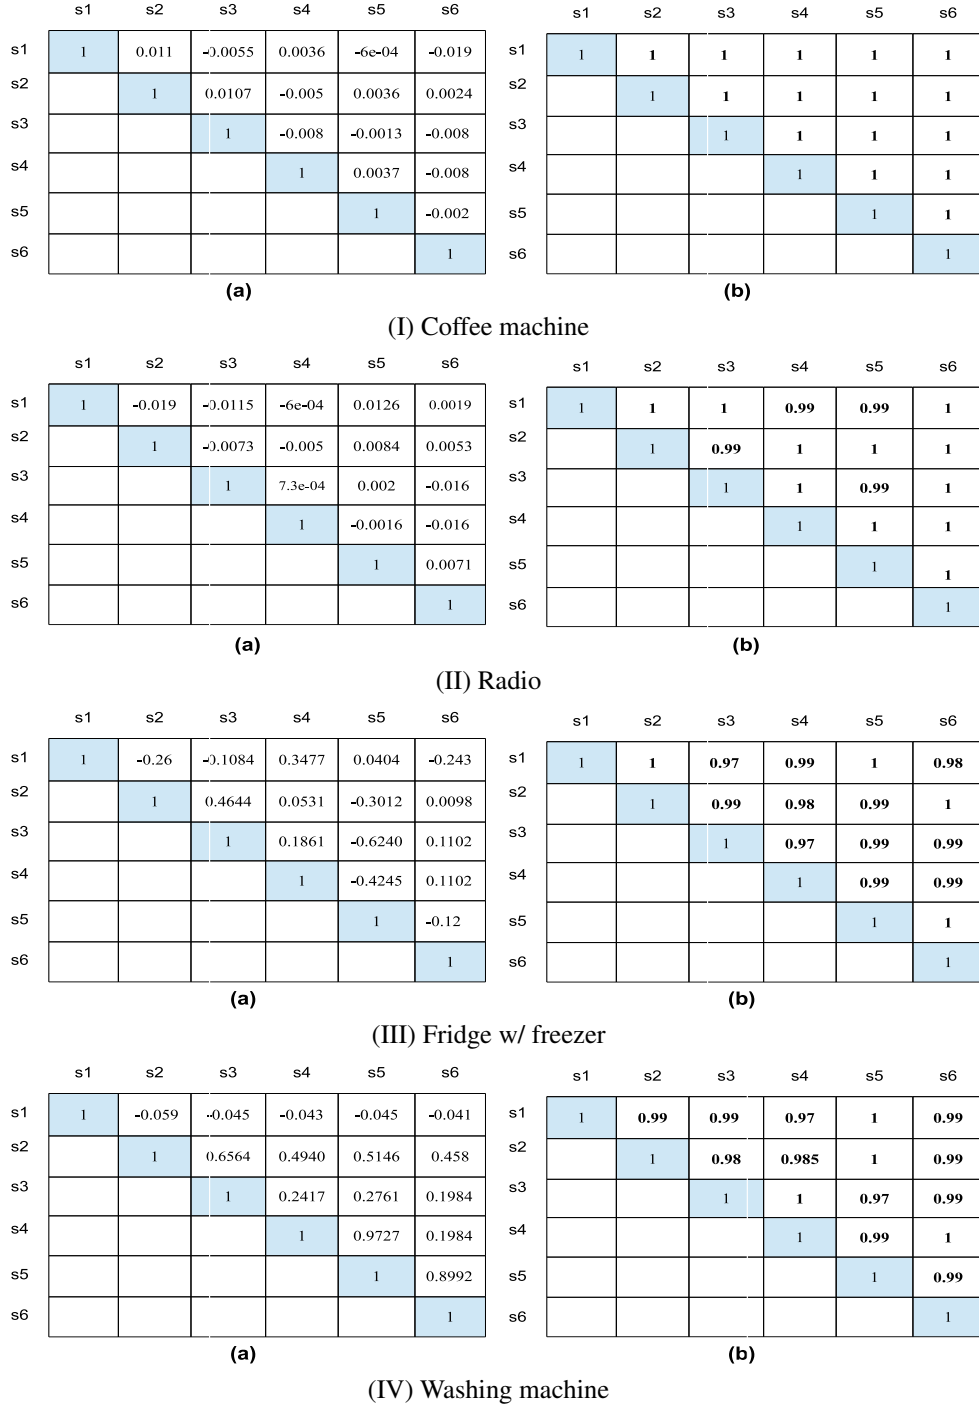 s1 s2 s3 s4 s5 s6
s1 1 0.011 -0.0055 0.0036 -6e-04 -0.019
s2 1 0.0107 -0.005 0.0036 0.0024
s3 1 -0.008 -0.0013 -0.008
s4 1 0.0037 -0.008
s5 1 -0.002
s6 1
(a)
s1 s2 s3 s4 s5 s6
s1 1 1 1 1 1 1
s2 1 1 1 1 1
s3 1 1 1 1
s4 1 1 1
s5 1 1
s6 1
(b)
(I) Coffee machine
s1 s2 s3 s4 s5 s6
s1 1 -0.019 -0.0115 -6e-04 0.0126 0.0019
s2 1 -0.0073 -0.005 0.0084 0.0053
s3 1 7.3e-04 0.002 -0.016
s4 1 -0.0016 -0.016
s5 1 0.0071
s6 1
(a)
s1 s2 s3 s4 s5 s6
s1 1 1 1 0.99 0.99 1
s2 1 0.99 1 1 1
s3 1 1 0.99 1
s4 1 1 1
s5 1 1
s6 1
(b)
(II) Radio
s1 s2 s3 s4 s5 s6
s1 1 -0.26 -0.1084 0.3477 0.0404 -0.243
s2 1 0.4644 0.0531 -0.3012 0.0098
s3 1 0.1861 -0.6240 0.1102
s4 1 -0.4245 0.1102
s5 1 -0.12
s6 1
(a)
s1 s2 s3 s4 s5 s6
s1 1 1 0.97 0.99 1 0.98
s2 1 0.99 0.98 0.99 1
s3 1 0.97 0.99 0.99
s4 1 0.99 0.99
s5 1 1
s6 1
(b)
(III) Fridge w/ freezer
s1 s2 s3 s4 s5 s6
s1 1 -0.059 -0.045 -0.043 -0.045 -0.041
s2 1 0.6564 0.4940 0.5146 0.458
s3 1 0.2417 0.2761 0.1984
s4 1 0.9727 0.1984
s5 1 0.8992
s6 1
(a)
s1 s2 s3 s4 s5 s6
s1 1 0.99 0.99 0.97 1 0.99
s2 1 0.98 0.985 1 0.99
s3 1 1 0.97 0.99
s4 1 0.99 1
s5 1 0.99
s6 1
(b)
(IV) Washing machine